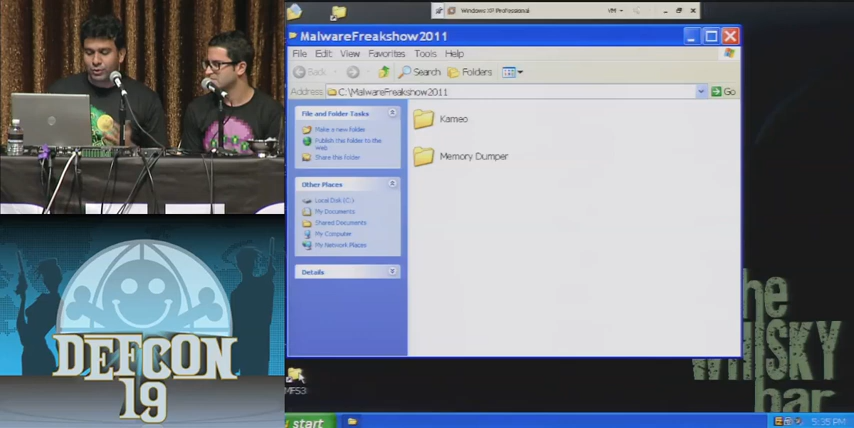 Windows XP Professional
VM
MalwareFreakshow2011
File Edit View Favorites Tools Help
Back Search Folders
Address C:\MalwareFreakshow2011 Go
File and Folder Tasks
Make a new folder
Publish this folder to the
Web
Share this folder
Other Places
Local Disk (C:)
My Documents
Shared Documents
My Computer
My Network Places
Details
Kameo
Memory Dumper
the
WHISKY
bar
MFS3
start
5:35 PM
DEFCON
19